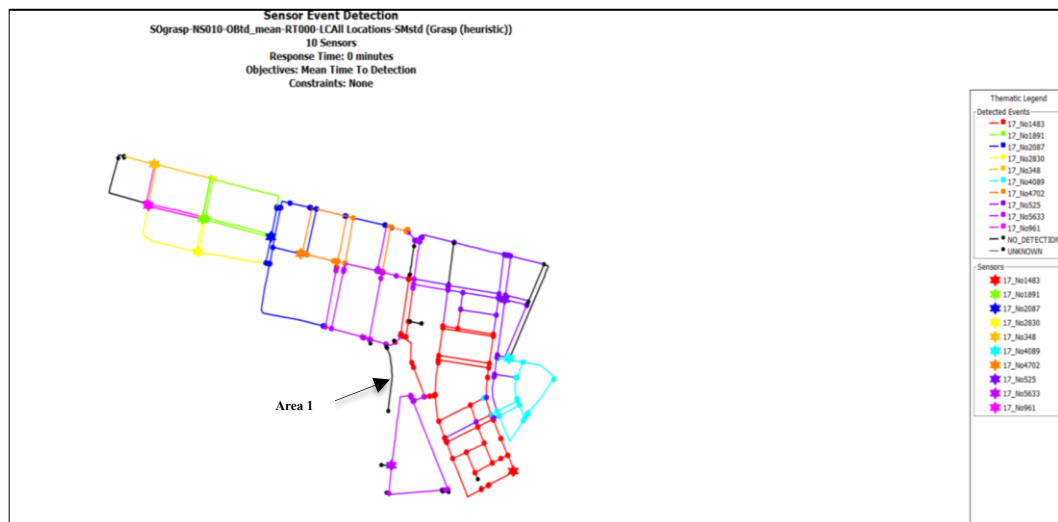 Sensor Event Detection
SOgrasp-NS010-OBtd_mean-RT000-LCAll Locations-SMstd (Grasp (heuristic))
10 Sensors
Response Time: 0 minutes
Objectives: Mean Time To Detection
Constraints: None
Area 1
Thematic Legend
Detected Events
17_No1483
17_No1891
17_No2087
17_No2830
17_No348
17_No4089
17_No4702
17_No525
17_No5633
17_No961
NO_DETECTION
UNKNOWN
Sensors
17_No1483
17_No1891
17_No2087
17_No2830
17_No348
17_No4089
17_No4702
17_No525
17_No5633
17_No961